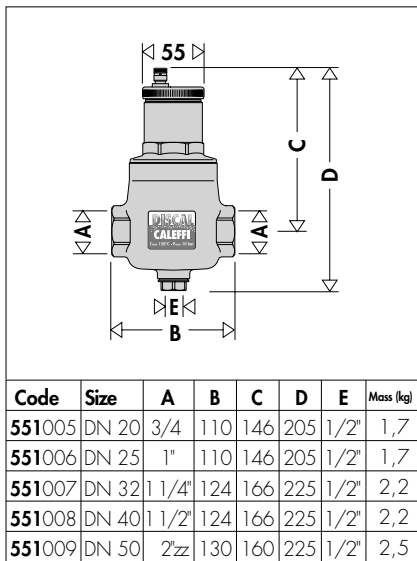 55
C
D
A
DISCAL
CALEFFI
A
E
B
Code Size A B C D E Mass (kg)
551005 DN 20 3/4 110 146 205 1/2" 1,7
551006 DN 25 1" 110 146 205 1/2" 1,7
551007 DN 32 1 1/4" 124 166 225 1/2" 2,2
551008 DN 40 1 1/2" 124 166 225 1/2" 2,2
551009 DN 50 2"zz 130 160 225 1/2" 2,5